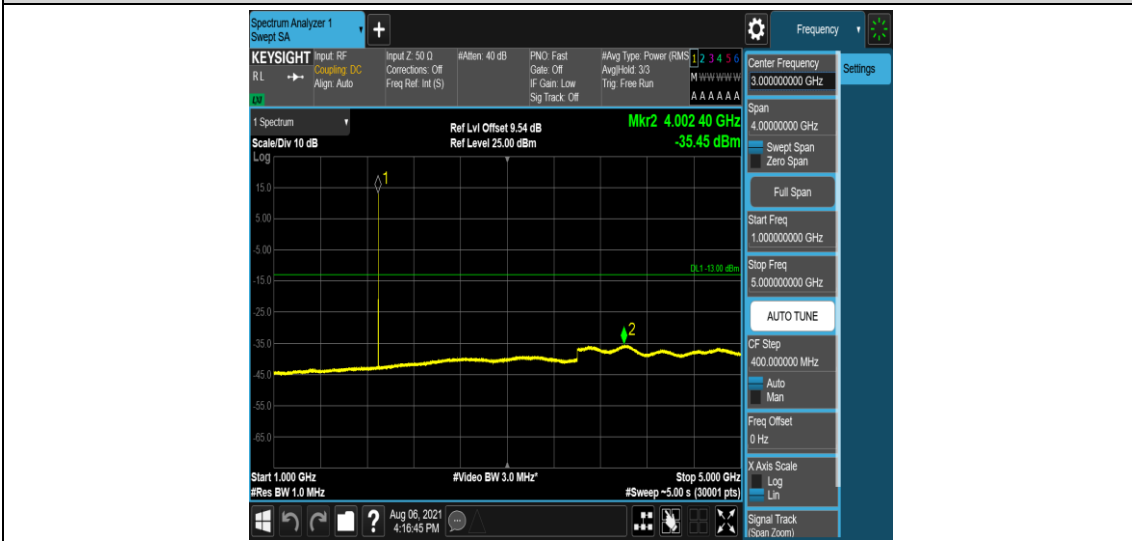 Spectrum Analyzer 1
Swept SA
+
Frequency
KEYSIGHT
RL
LXI
Input: RF
Coupling: DC
Align: Auto
Input Z: 50 Ω
Corrections: Off
Freq Ref: Int (S)
#Atten: 40 dB
PNO: Fast
Gate: Off
IF Gain: Low
Sig Track: Off
#Avg Type: Power (RMS
Avg|Hold: 3/3
Trig: Free Run
1 2 3 4 5 6
M W W W W W
A A A A A A
1 Spectrum
Scale/Div 10 dB
Log
Ref Lvl Offset 9.54 dB
Ref Level 25.00 dBm
Mkr2 4.002 40 GHz
-35.45 dBm
15.0
5.00
-5.00
-15.0
-25.0
-35.0
-45.0
-55.0
-65.0
1
2
DL1 -13.00 dBm
Start 1.000 GHz
#Res BW 1.0 MHz
#Video BW 3.0 MHz*
Stop 5.000 GHz
#Sweep ~5.00 s (30001 pts)
Center Frequency
3.000000000 GHz
Settings
Span
4.00000000 GHz
Swept Span
Zero Span
Full Span
Start Freq
1.000000000 GHz
Stop Freq
5.000000000 GHz
AUTO TUNE
CF Step
400.000000 MHz
Auto
Man
Freq Offset
0 Hz
X Axis Scale
Log
Lin
Signal Track
(Span Zoom)
?
Aug 06, 2021
4:16:45 PM